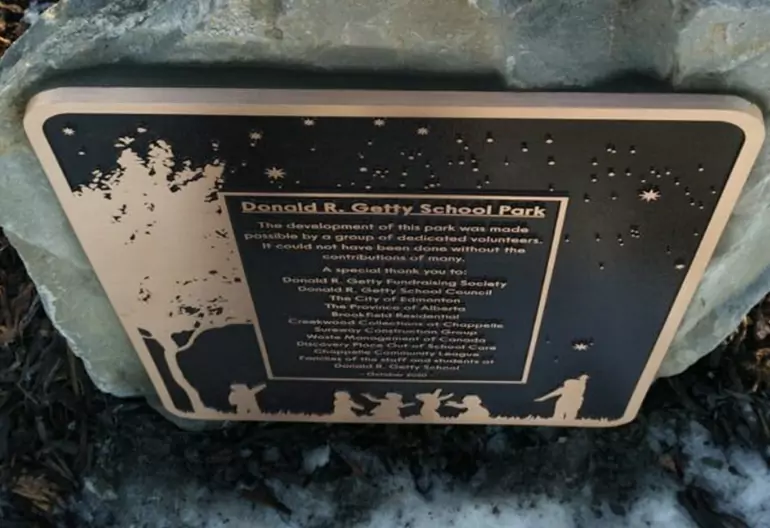 Donald R. Getty School Park
The development of this park was made
possible by a group of dedicated volunteers.
It could not have been done without the
contributions of many.
A special thank you to:
Donald R. Getty Fundraising Society
Donald R. Getty School Council
The City of Edmonton
The Province of Alberta
Brookfield Residential
Creekwood Collections at Chappelle
Sureway Construction Group
Waste Management of Canada
Discovery Place Out of School Care
Chappelle Community League
Families of the staff and students at
Donald R. Getty School
- October 2020 -